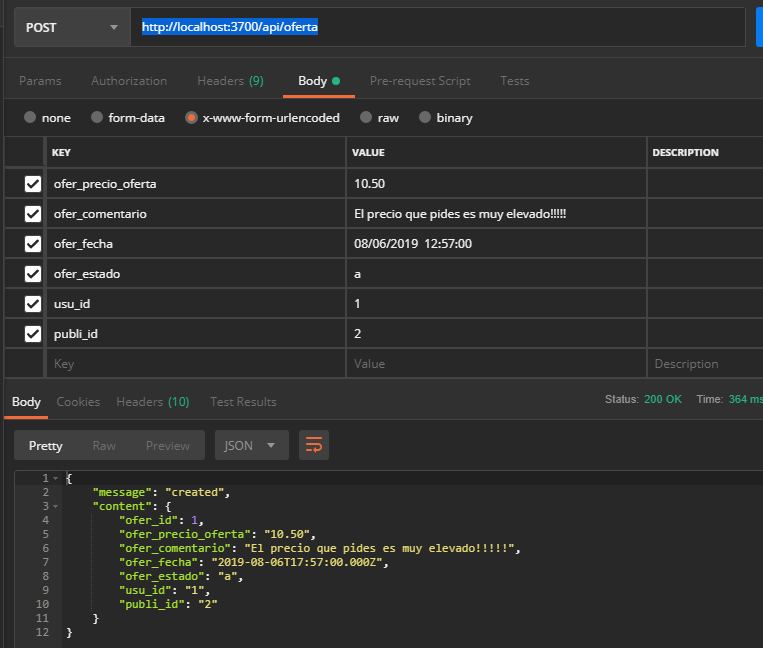 POST http://localhost:3700/api/oferta
Params Authorization Headers (9) Body Pre-request Script Tests
none form-data x-www-form-urlencoded raw binary
KEY VALUE DESCRIPTION
ofer_precio_oferta 10.50
ofer_comentario El precio que pides es muy elevado!!!!!
ofer_fecha 08/06/2019 12:57:00
ofer_estado a
usu_id 1
publi_id 2
Key Value Description
Body Cookies Headers (10) Test Results Status: 200 OK Time: 364 ms
Pretty Raw Preview JSON
1 {
2 "message": "created",
3 "content": {
4 "ofer_id": 1,
5 "ofer_precio_oferta": "10.50",
6 "ofer_comentario": "El precio que pides es muy elevado!!!!!",
7 "ofer_fecha": "2019-08-06T17:57:00.000Z",
8 "ofer_estado": "a",
9 "usu_id": "1",
10 "publi_id": "2"
11 }
12 }